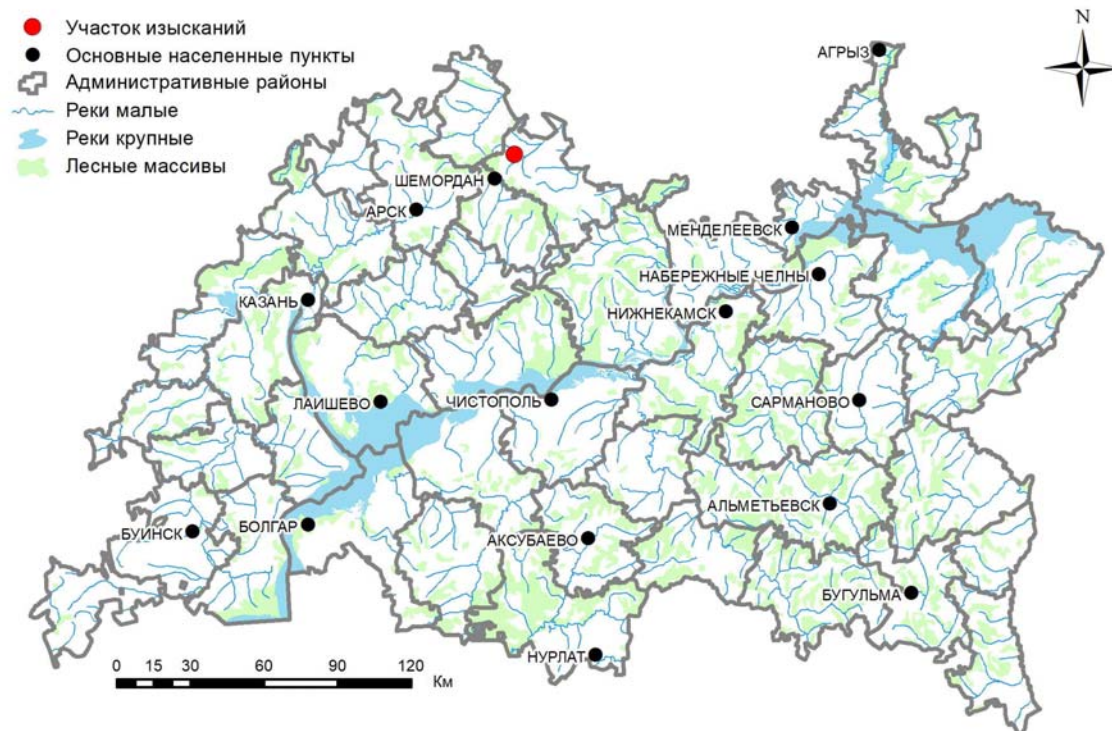 Участок изысканий
Основные населенные пункты
Административные районы
Реки малые
Реки крупные
Лесные массивы
N
АГРЫЗ
ШЕМОРДАН
АРСК
МЕНДЕЛЕЕВСК
НАБЕРЕЖНЫЕ ЧЕЛНЫ
КАЗАНЬ
НИЖНЕКАМСК
ЛАИШЕВО
ЧИСТОПОЛЬ
САРМАНОВО
АЛЬМЕТЬЕВСК
БУИНСК
БОЛГАР
АКСУБАЕВО
БУГУЛЬМА
НУРЛАТ
0 15 30 60 90 120
Км